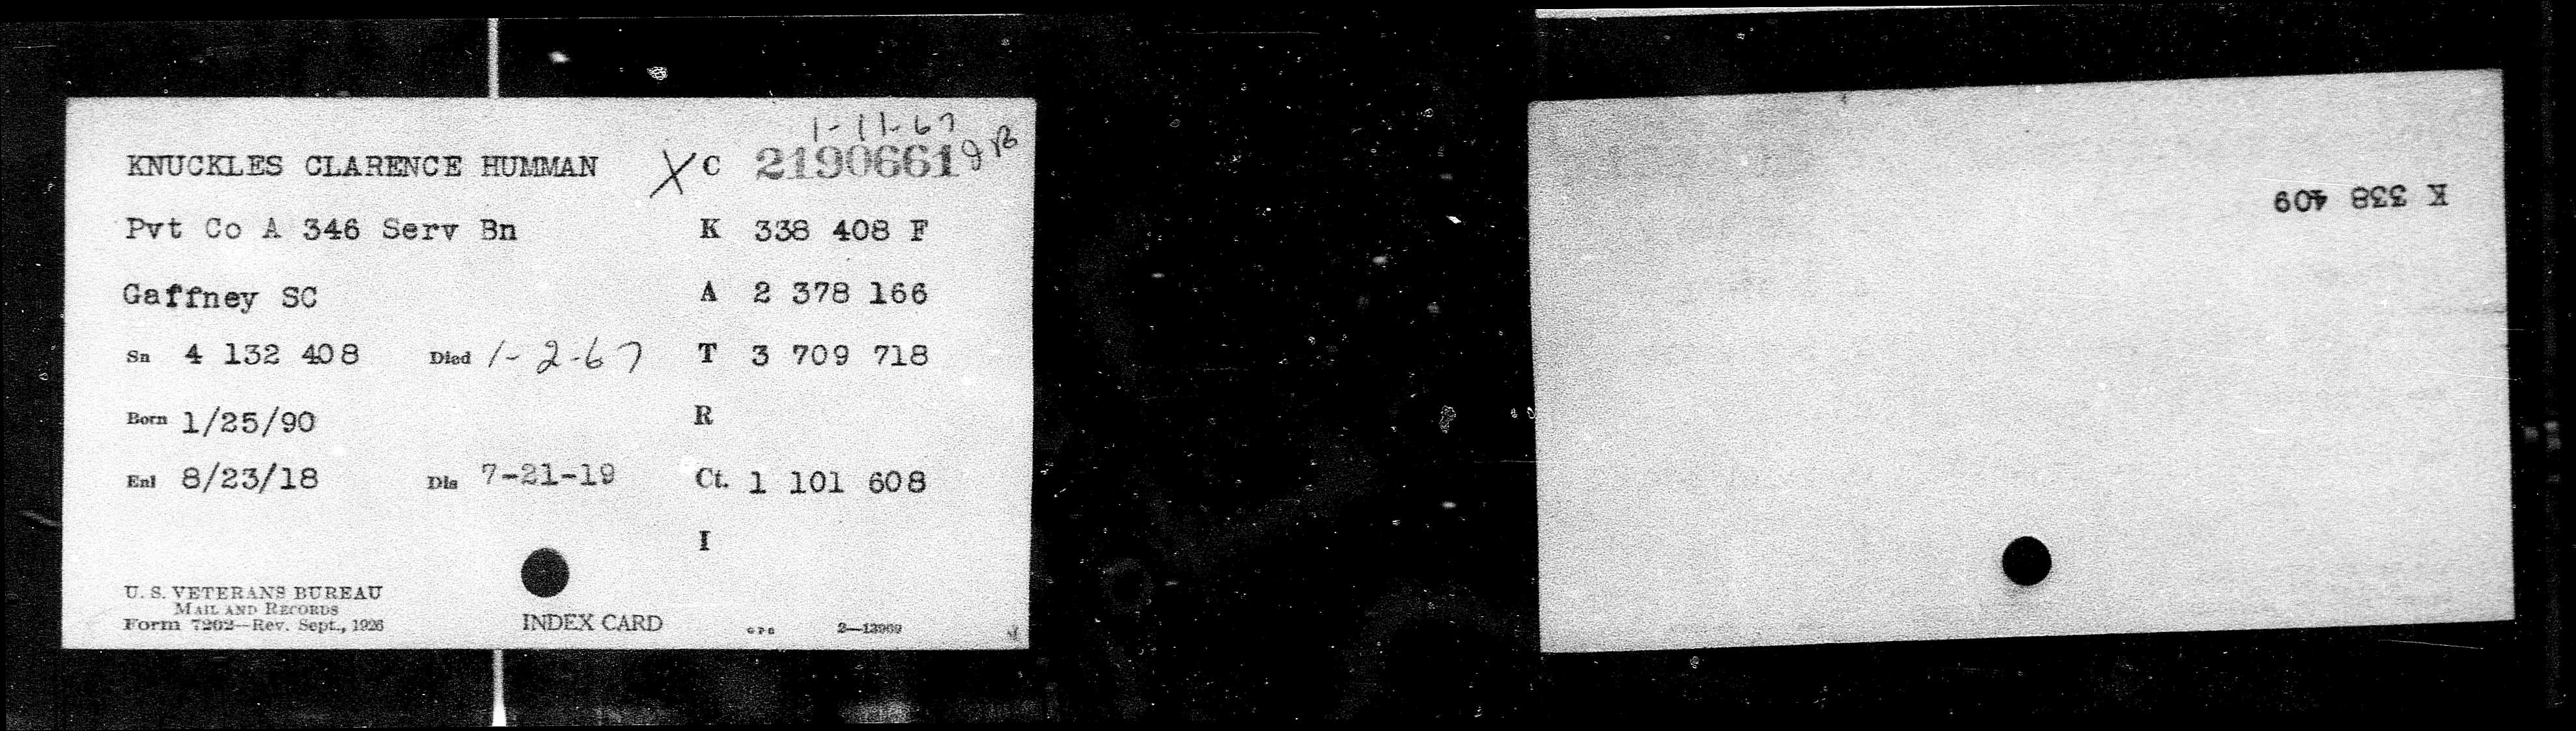 1-11-67
KNUCKLES CLARENCE HUMMAN X C 2190661
Pvt Co A 346 Serv Bn K 338 408 F
Gaffney SC A 2 378 166
Sn 4 132 408 Died 1-2-67 T 3 709 718
Born 1/25/90 R
Enl 8/23/18 Dis 7-21-19 Ct. 1 101 608
I
U. S. VETERANS BUREAU
MAIL AND RECORDS
Form 7202—Rev. Sept., 1926 INDEX CARD GPO 2—13969
K 338 409